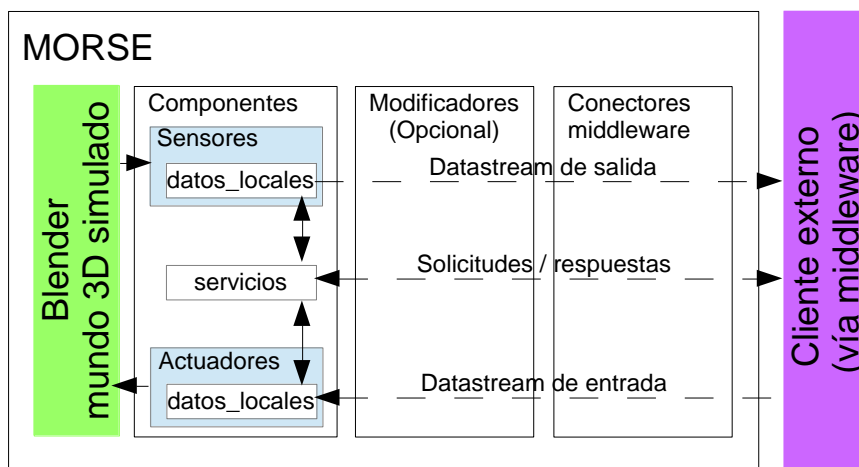 MORSE
Blender
mundo 3D simulado
Componentes
Sensores
datos_locales
servicios
Actuadores
datos_locales
Modificadores
(Opcional)
Conectores
middleware
Datastream de salida
Solicitudes / respuestas
Datastream de entrada
Cliente externo
(vía middleware)